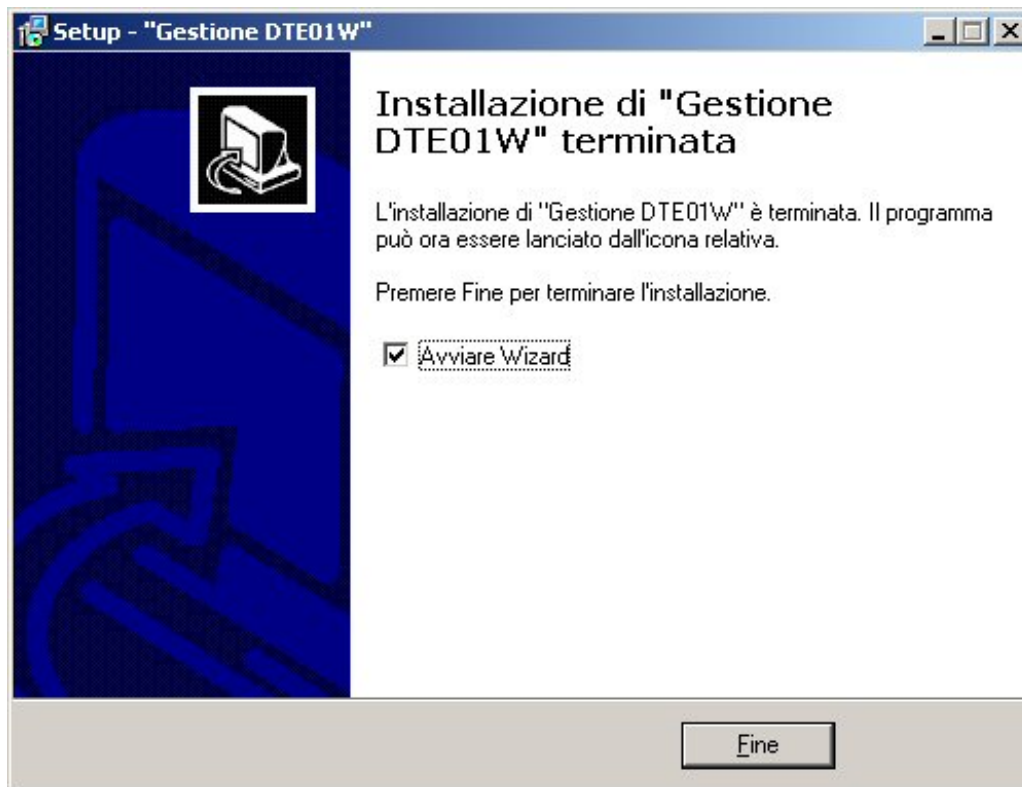 Setup - "Gestione DTE01W"
Installazione di "Gestione
DTE01W" terminata
L'installazione di "Gestione DTE01W" è terminata. Il programma
può ora essere lanciato dall'icona relativa.
Premere Fine per terminare l'installazione.
Avviare Wizard
Fine